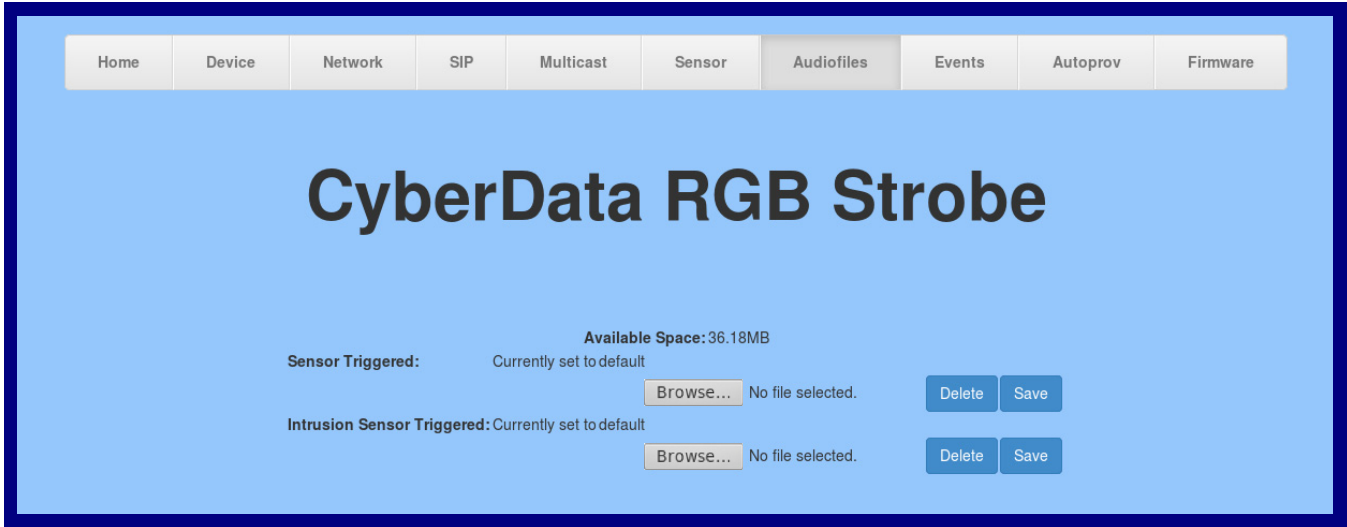 Home Device Network SIP Multicast Sensor Audiofiles Events Autoprov Firmware
CyberData RGB Strobe
Available Space: 36.18MB
Sensor Triggered: Currently set to default
Browse... No file selected. Delete Save
Intrusion Sensor Triggered: Currently set to default
Browse... No file selected. Delete Save